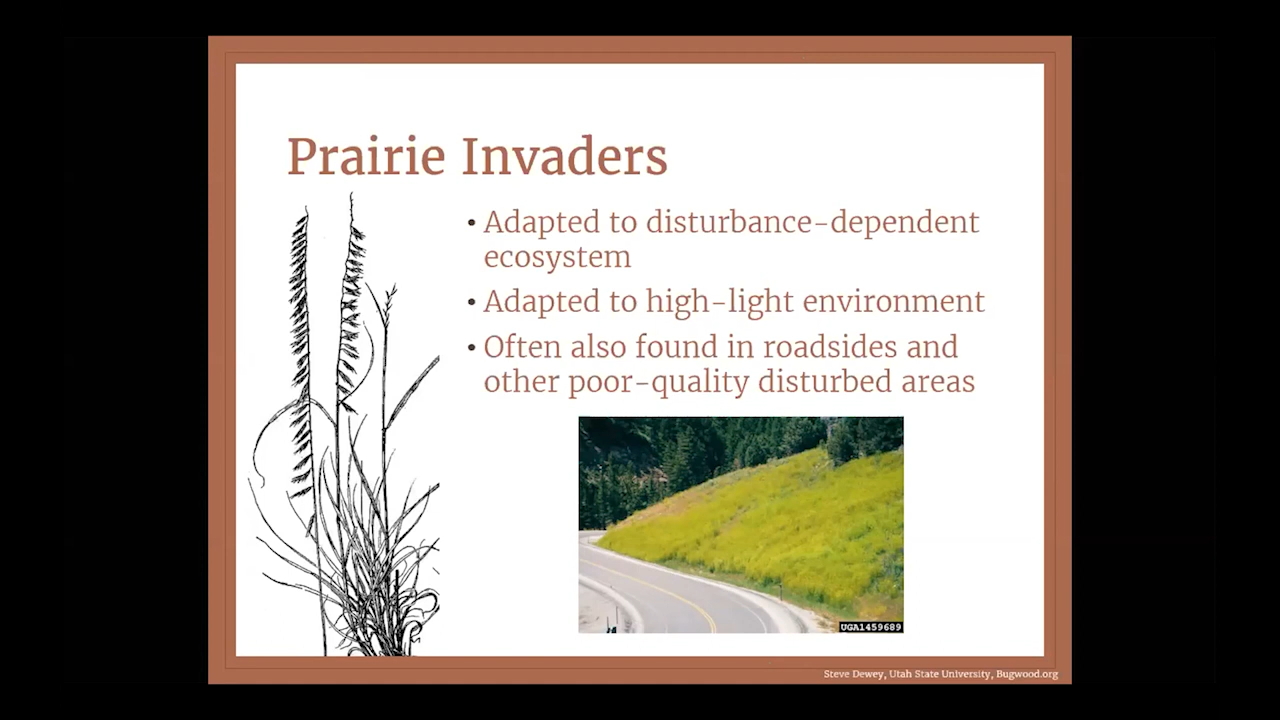 Prairie Invaders
• Adapted to disturbance-dependent
ecosystem
• Adapted to high-light environment
• Often also found in roadsides and
other poor-quality disturbed areas
UGA1459689
Steve Dewey, Utah State University, Bugwood.org